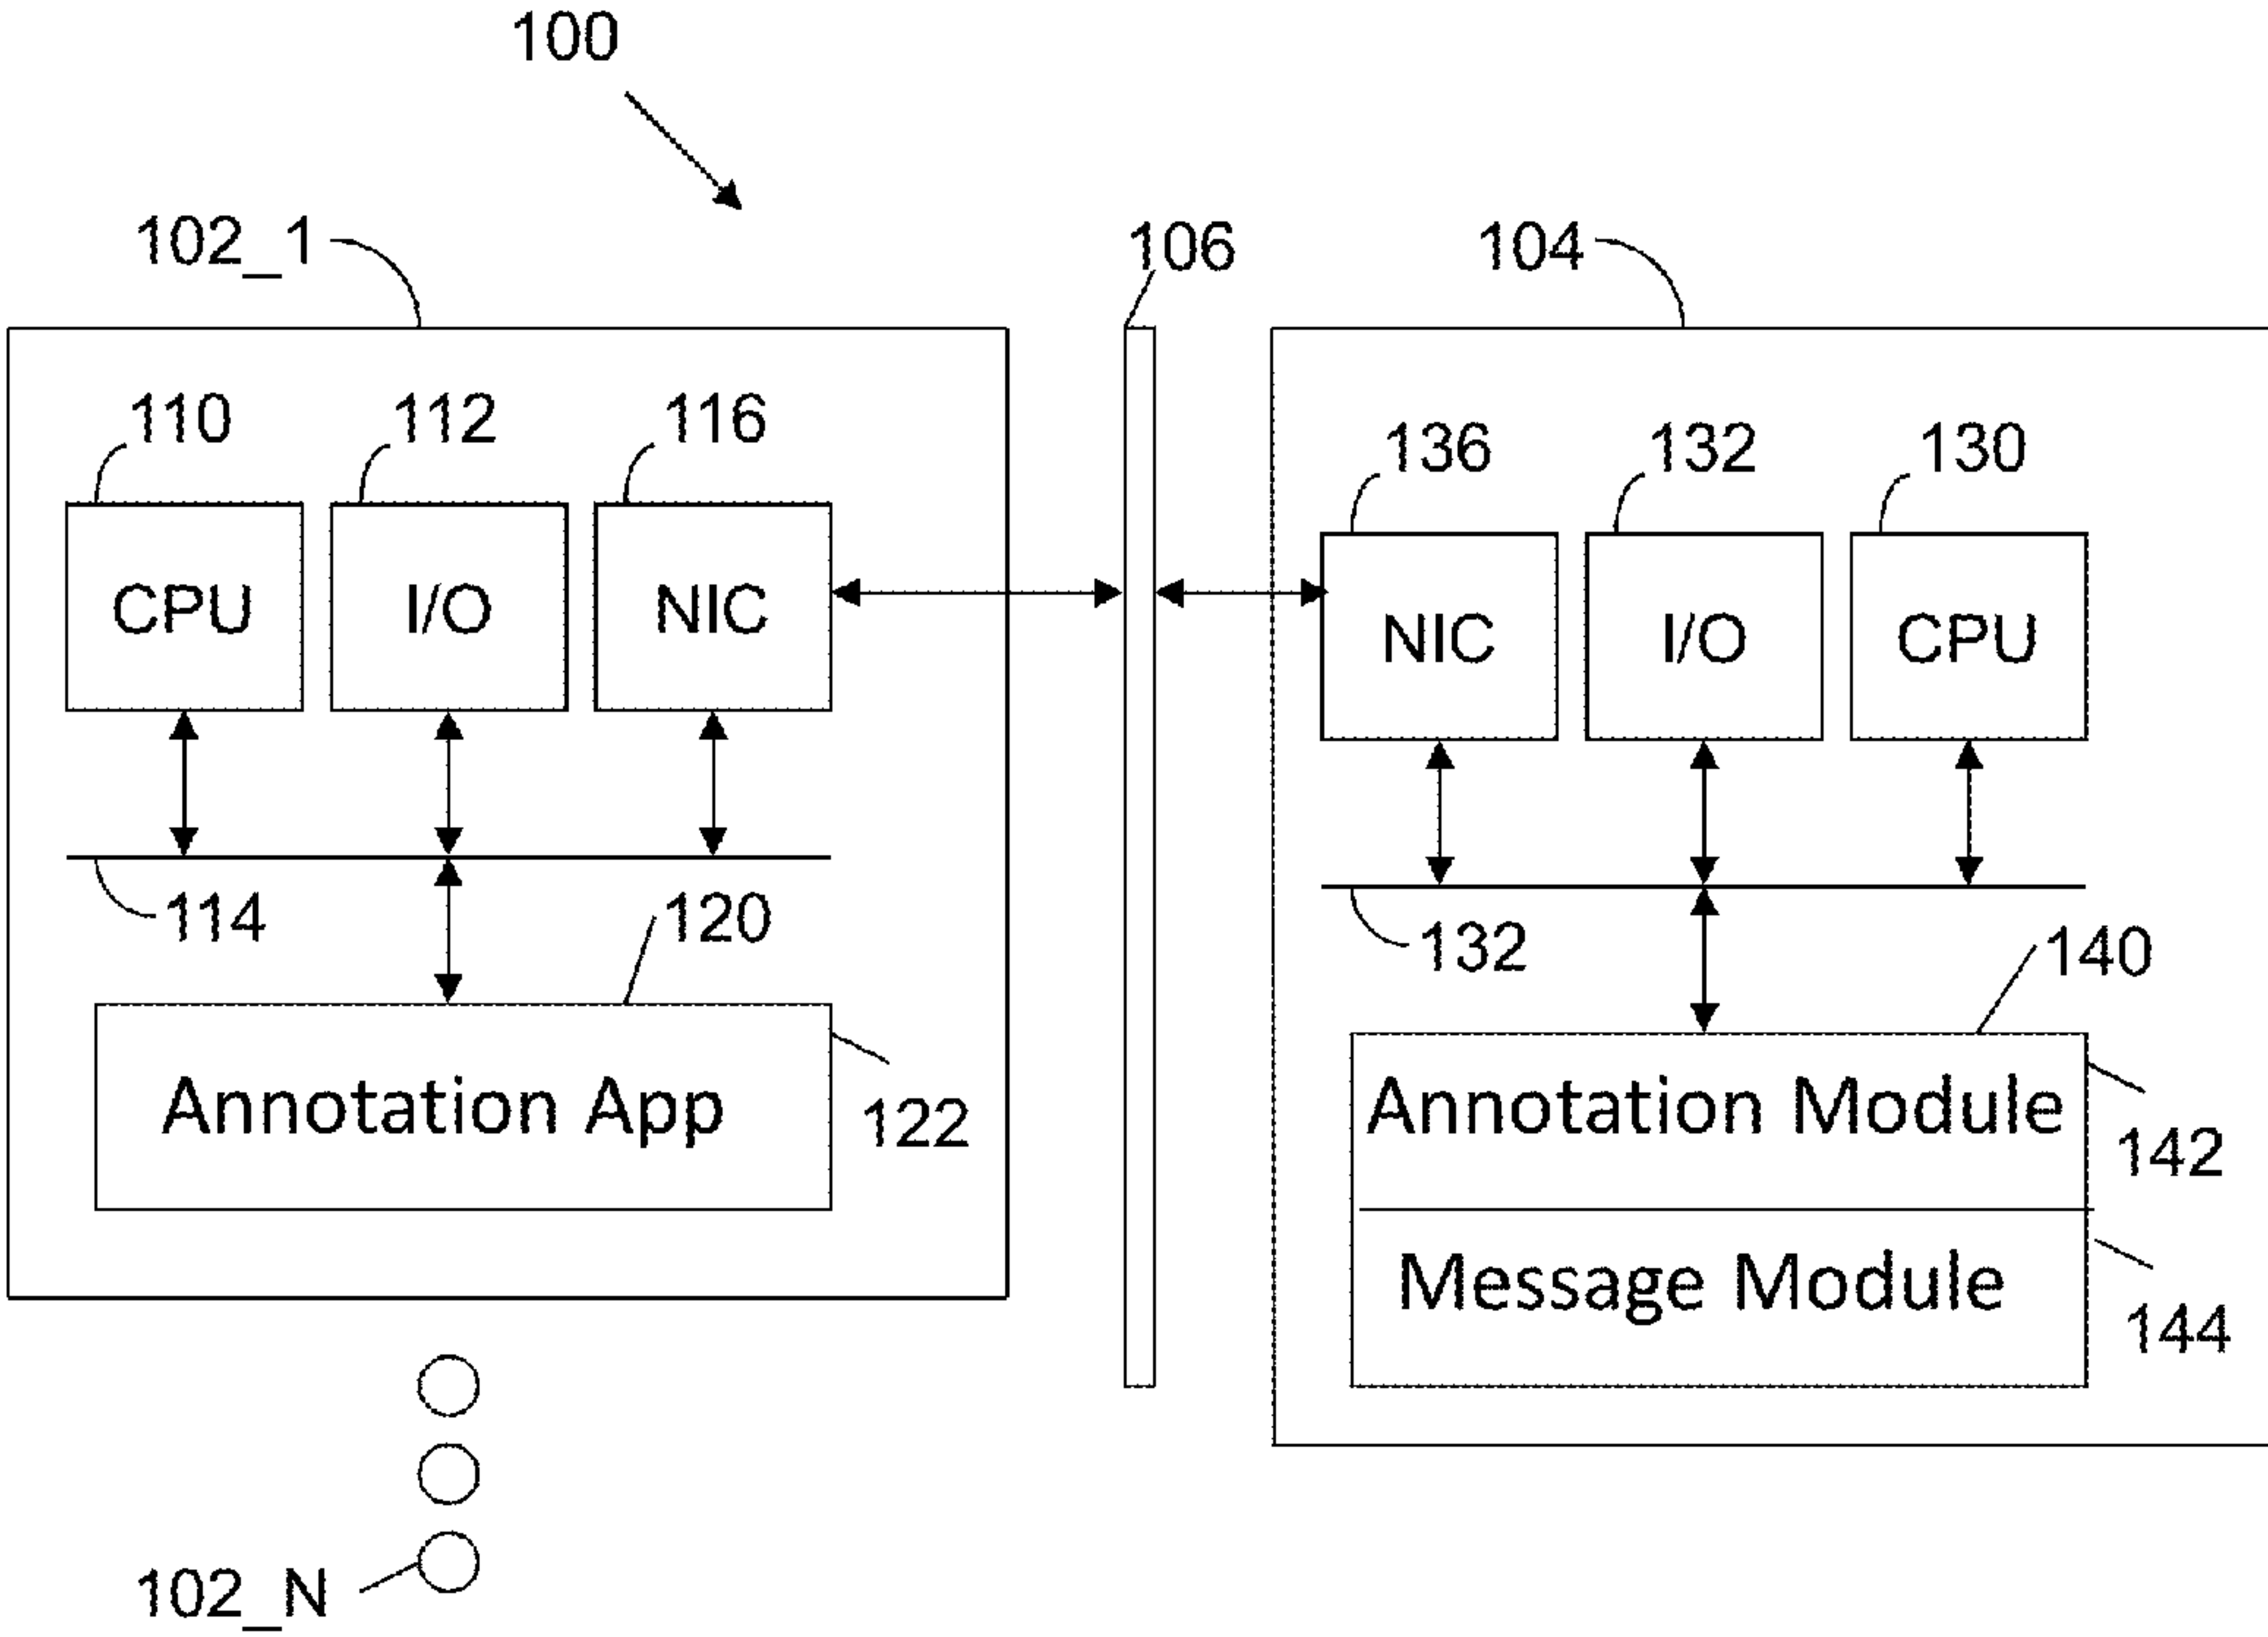 100
102_1
106
104
110
112
116
136
132
130
CPU
I/O
NIC
NIC
I/O
CPU
114
120
132
140
Annotation App
122
Annotation Module
142
Message Module
144
102_N